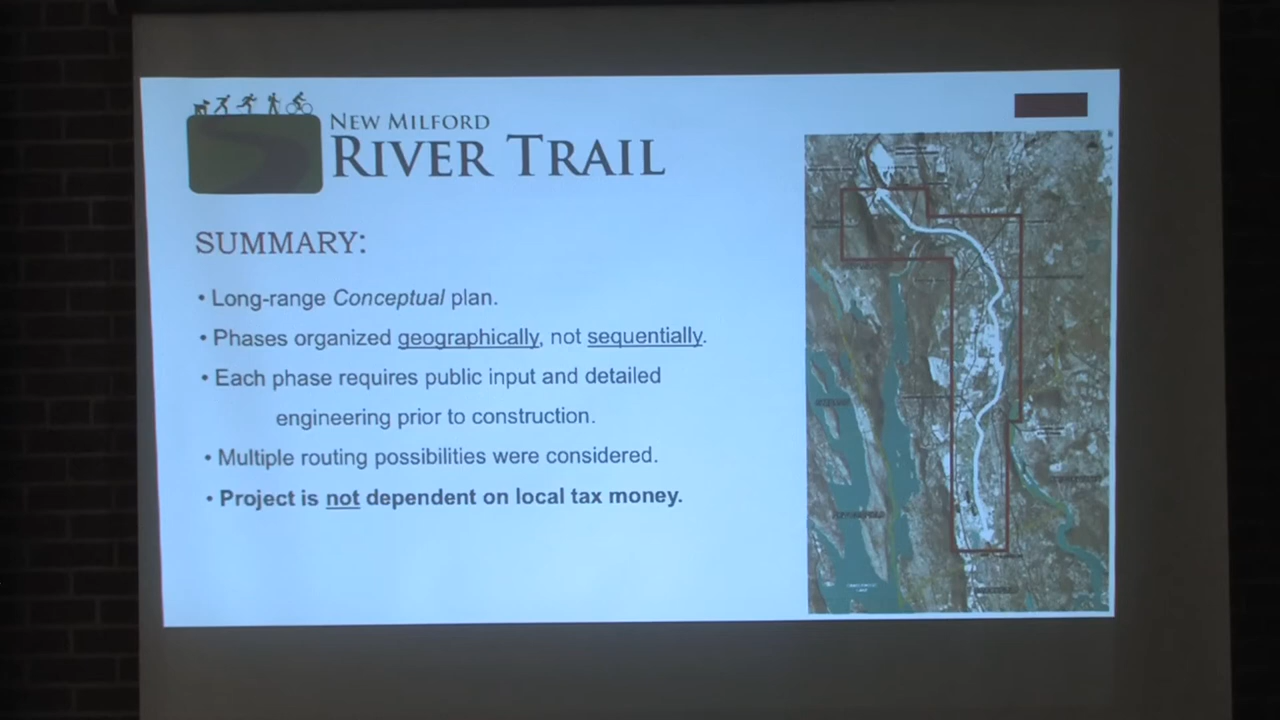 NEW MILFORD
RIVER TRAIL
SUMMARY:
• Long-range Conceptual plan.
• Phases organized geographically, not sequentially.
• Each phase requires public input and detailed
engineering prior to construction.
• Multiple routing possibilities were considered.
• Project is not dependent on local tax money.